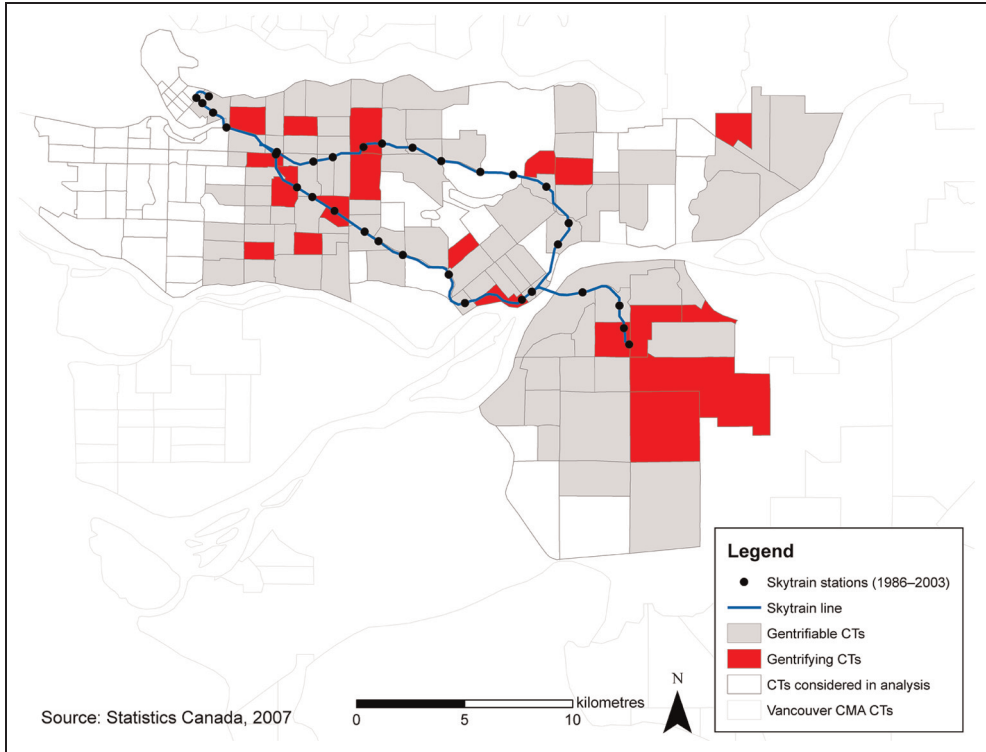 Legend
Skytrain stations (1986–2003)
Skytrain line
Gentrifiable CTs
Gentrifying CTs
CTs considered in analysis
Vancouver CMA CTs
N
kilometres
0 5 10
Source: Statistics Canada, 2007